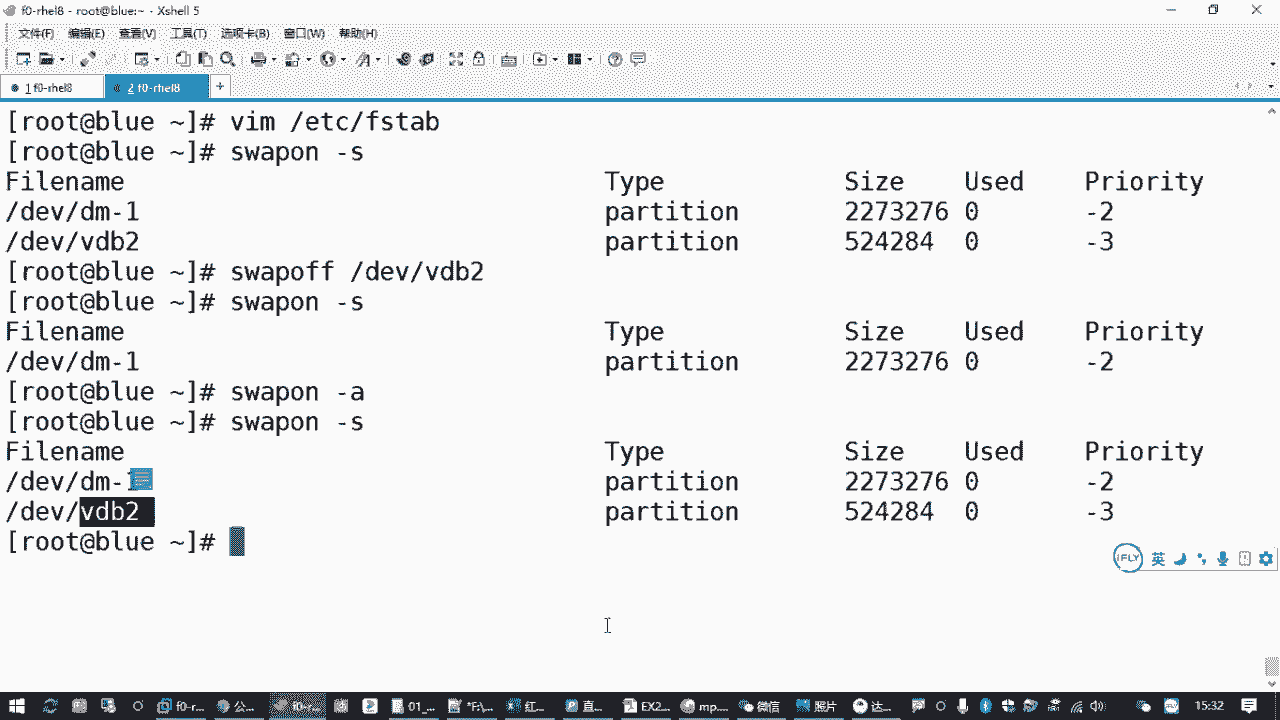 f0-rhel8 - root@blue:~ - Xshell 5
文件(F) 编辑(E) 查看(V) 工具(T) 选项卡(B) 窗口(W) 帮助(H)
1 f0-rhel8 2 f0-rhel8 +
[root@blue ~]# vim /etc/fstab
[root@blue ~]# swapon -s
Filename Type Size Used Priority
/dev/dm-1 partition 2273276 0 -2
/dev/vdb2 partition 524284 0 -3
[root@blue ~]# swapoff /dev/vdb2
[root@blue ~]# swapon -s
Filename Type Size Used Priority
/dev/dm-1 partition 2273276 0 -2
[root@blue ~]# swapon -a
[root@blue ~]# swapon -s
Filename Type Size Used Priority
/dev/dm- partition 2273276 0 -2
/dev/vdb2 partition 524284 0 -3
[root@blue ~]#
iFLY 英
f0-r... 公... f0-... 01_... *F\... 红... 直... EX2... mp... 微信 照片 达... 15:32